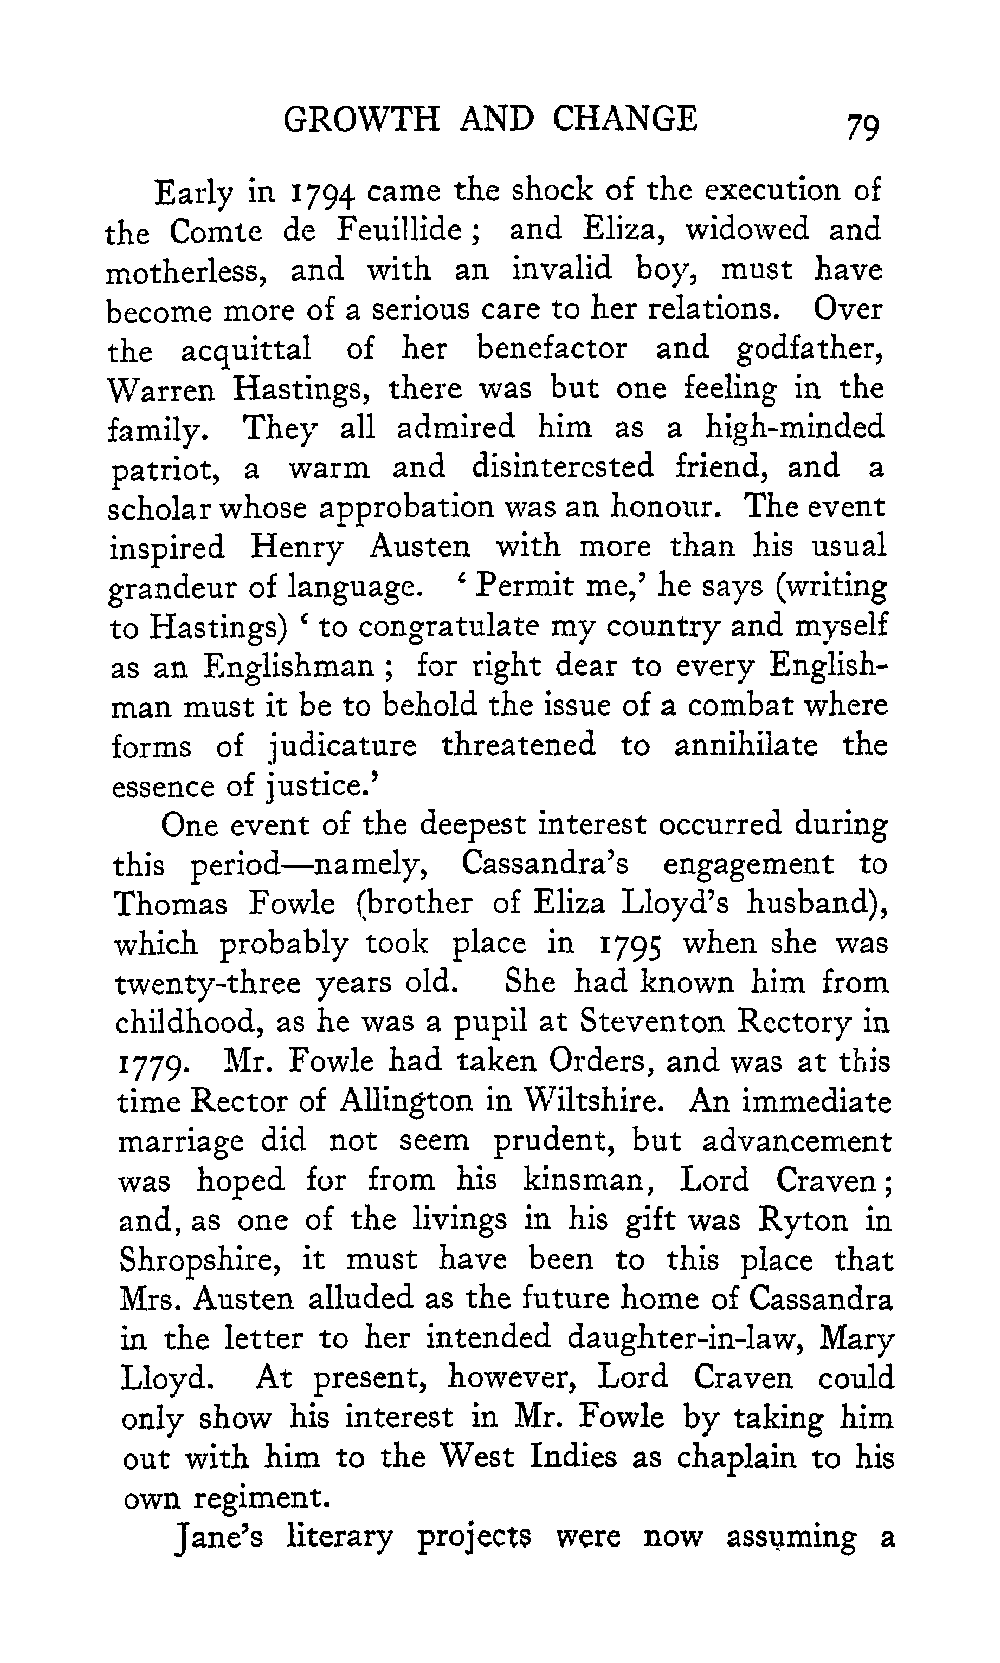 GROWTH AND CHANGE 79
Early in 1794 came the shock of the execution of
the Comte de Feuillide ; and Eliza, widowed and
motherless, and with an invalid boy, must have
become more of a serious care to her relations. Over
the acquittal of her benefactor and godfather,
Warren Hastings, there was but one feeling in the
family. They all admired him as a high-minded
patriot, a warm and disinterested friend, and a
scholar whose approbation was an honour. The event
inspired Henry Austen with more than his usual
grandeur of language. ‘ Permit me,’ he says (writing
to Hastings) ‘ to congratulate my country and myself
as an Englishman ; for right dear to every English-
man must it be to behold the issue of a combat where
forms of judicature threatened to annihilate the
essence of justice.’
One event of the deepest interest occurred during
this period—namely, Cassandra’s engagement to
Thomas Fowle (brother of Eliza Lloyd’s husband),
which probably took place in 1795 when she was
twenty-three years old. She had known him from
childhood, as he was a pupil at Steventon Rectory in
1779. Mr. Fowle had taken Orders, and was at this
time Rector of Allington in Wiltshire. An immediate
marriage did not seem prudent, but advancement
was hoped for from his kinsman, Lord Craven ;
and, as one of the livings in his gift was Ryton in
Shropshire, it must have been to this place that
Mrs. Austen alluded as the future home of Cassandra
in the letter to her intended daughter-in-law, Mary
Lloyd. At present, however, Lord Craven could
only show his interest in Mr. Fowle by taking him
out with him to the West Indies as chaplain to his
own regiment.
Jane’s literary projects were now assuming a